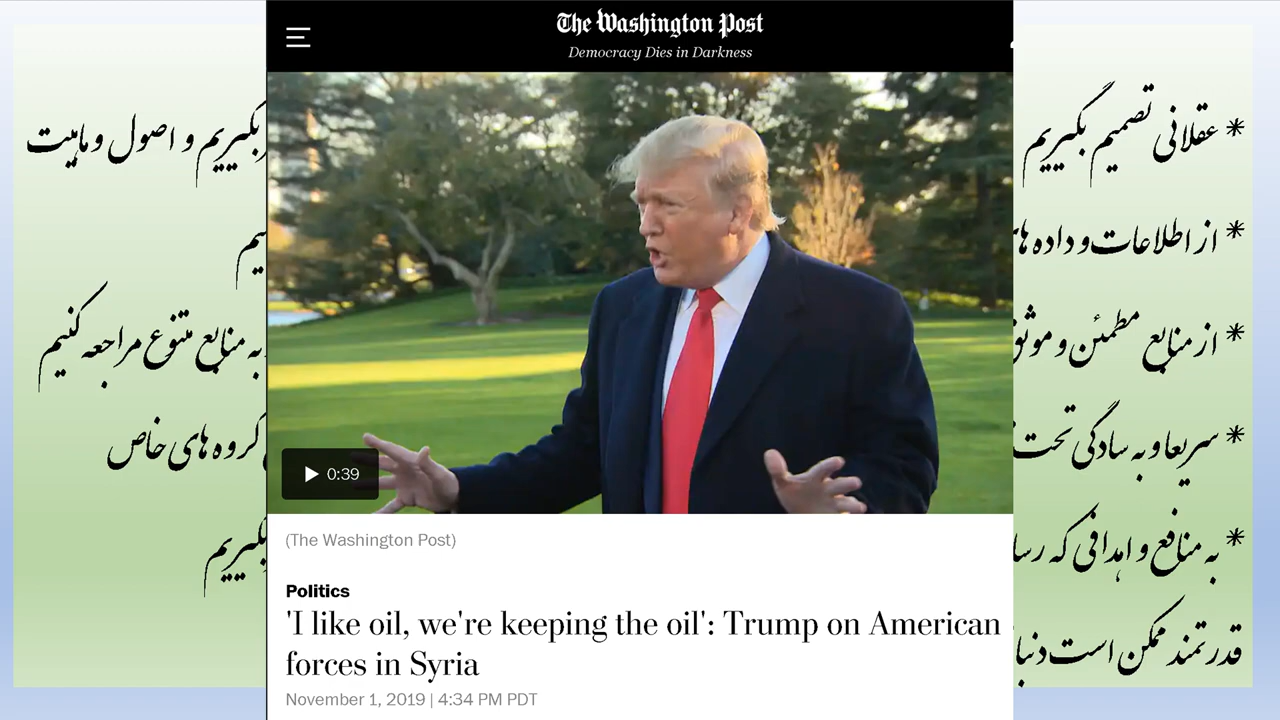 The Washington Post
Democracy Dies in Darkness
0:39
(The Washington Post)
Politics
'I like oil, we're keeping the oil': Trump on American
forces in Syria
November 1, 2019 | 4:34 PM PDT
* عقلانی تصمیم بگیریم
بگیریم و اصول و ماهیت
* از اطلاعات و داده های
* از منابع مطمئن و موثق
به منابع متنوع مراجعه کنیم
* سریعا و به سادگی تحت
گروه های خاص
* به منافع و اهدافی که
بگیریم
قدرتمند ممکن است